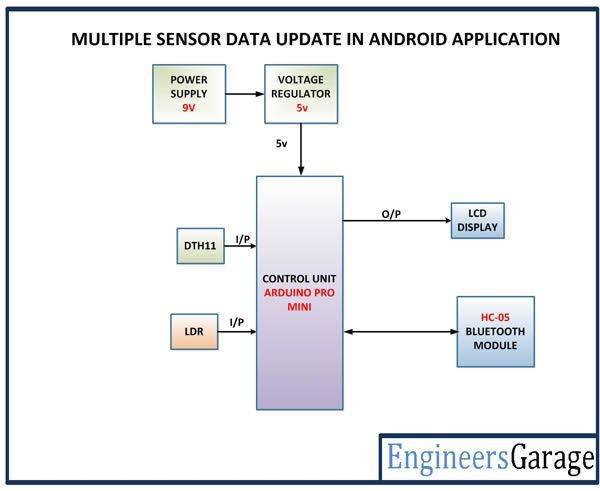 MULTIPLE SENSOR DATA UPDATE IN ANDROID APPLICATION
POWER
SUPPLY
9V
VOLTAGE
REGULATOR
5v
5v
O/P
LCD
DISPLAY
DTH11
I/P
CONTROL UNIT
ARDUINO PRO
MINI
LDR
I/P
HC-05
BLUETOOTH
MODULE
EngineersGarage